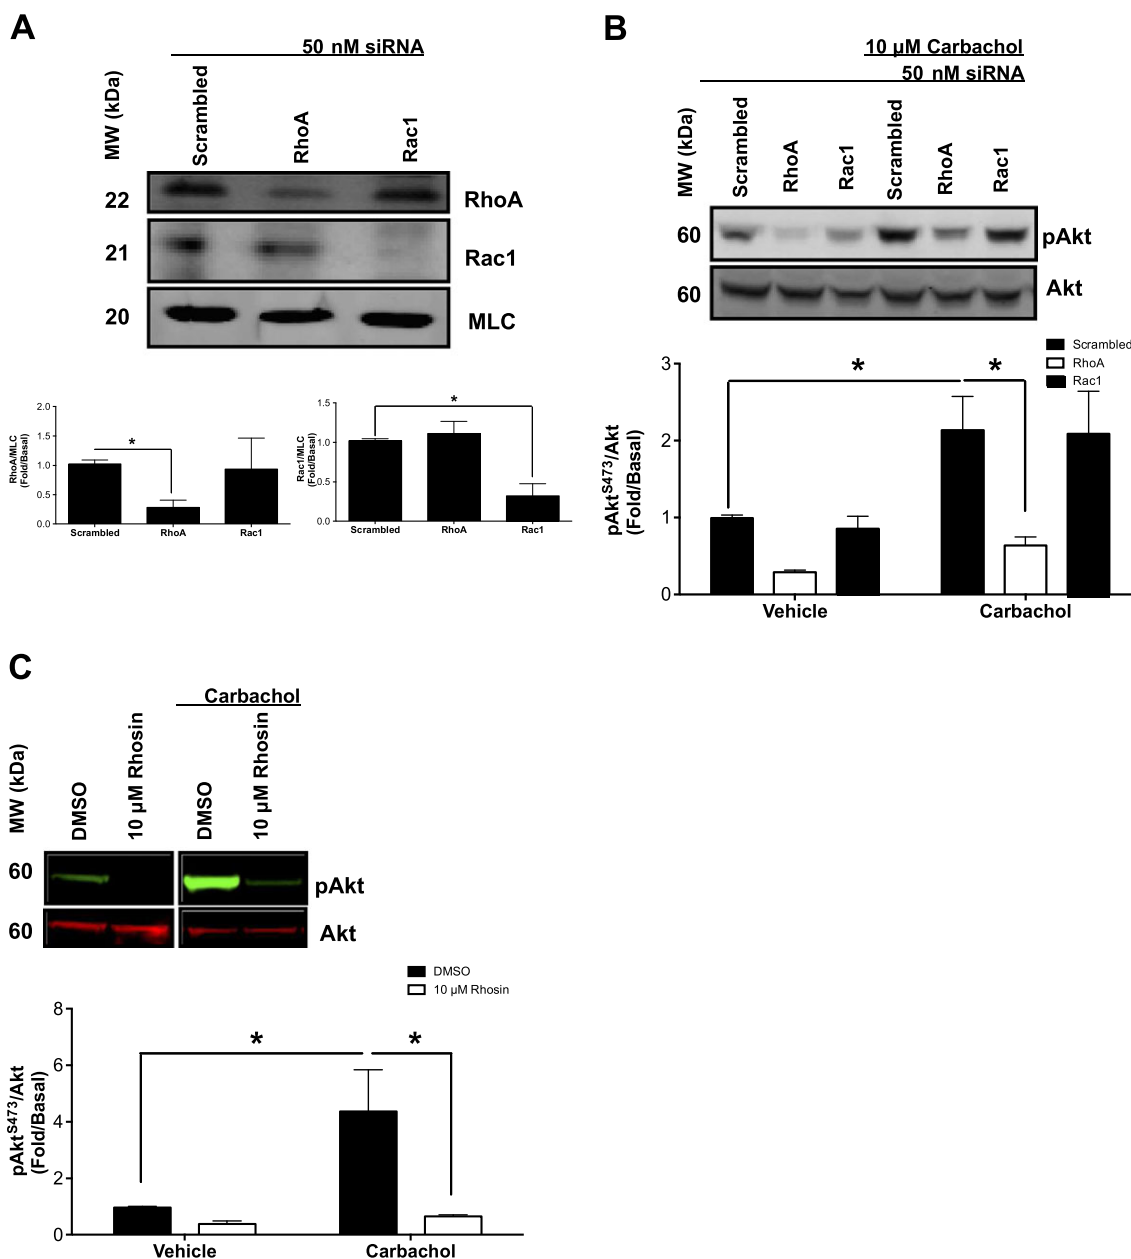 A
50 nM siRNA
MW (kDa)
Scrambled
RhoA
Rac1
22
RhoA
21
Rac1
20
MLC
RhoA/MLC
(Fold/Basal)
2.0
1.5
1.0
0.5
0.0
*
Scrambled
RhoA
Rac1
Rac1/MLC
(Fold/Basal)
1.5
1.0
0.5
0.0
*
Scrambled
RhoA
Rac1
B
10 µM Carbachol
50 nM siRNA
MW (kDa)
Scrambled
RhoA
Rac1
Scrambled
RhoA
Rac1
60
pAkt
60
Akt
Scrambled
RhoA
Rac1
pAktS473/Akt
(Fold/Basal)
3
2
1
0
*
*
Vehicle
Carbachol
C
Carbachol
MW (kDa)
DMSO
10 µM Rhosin
DMSO
10 µM Rhosin
60
pAkt
60
Akt
DMSO
10 µM Rhosin
pAktS473/Akt
(Fold/Basal)
8
6
4
2
0
*
*
Vehicle
Carbachol